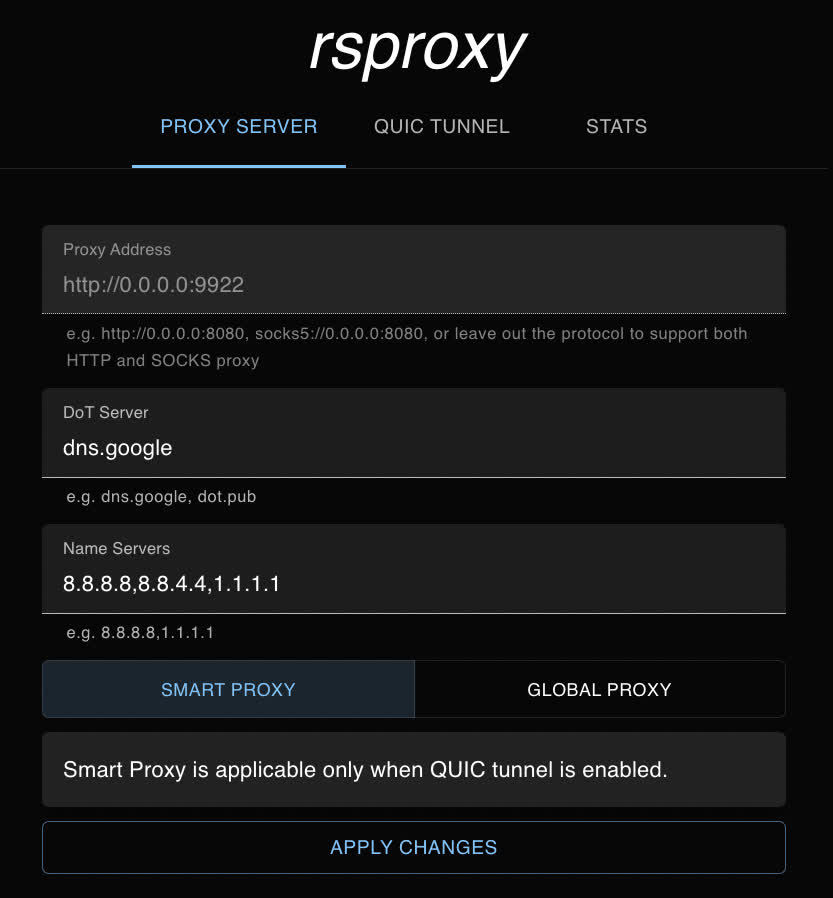 rsproxy
PROXY SERVER
QUIC TUNNEL
STATS
Proxy Address
http://0.0.0.0:9922
e.g. http://0.0.0.0:8080, socks5://0.0.0.0:8080, or leave out the protocol to support both
HTTP and SOCKS proxy
DoT Server
dns.google
e.g. dns.google, dot.pub
Name Servers
8.8.8.8,8.8.4.4,1.1.1.1
e.g. 8.8.8.8,1.1.1.1
SMART PROXY
GLOBAL PROXY
Smart Proxy is applicable only when QUIC tunnel is enabled.
APPLY CHANGES